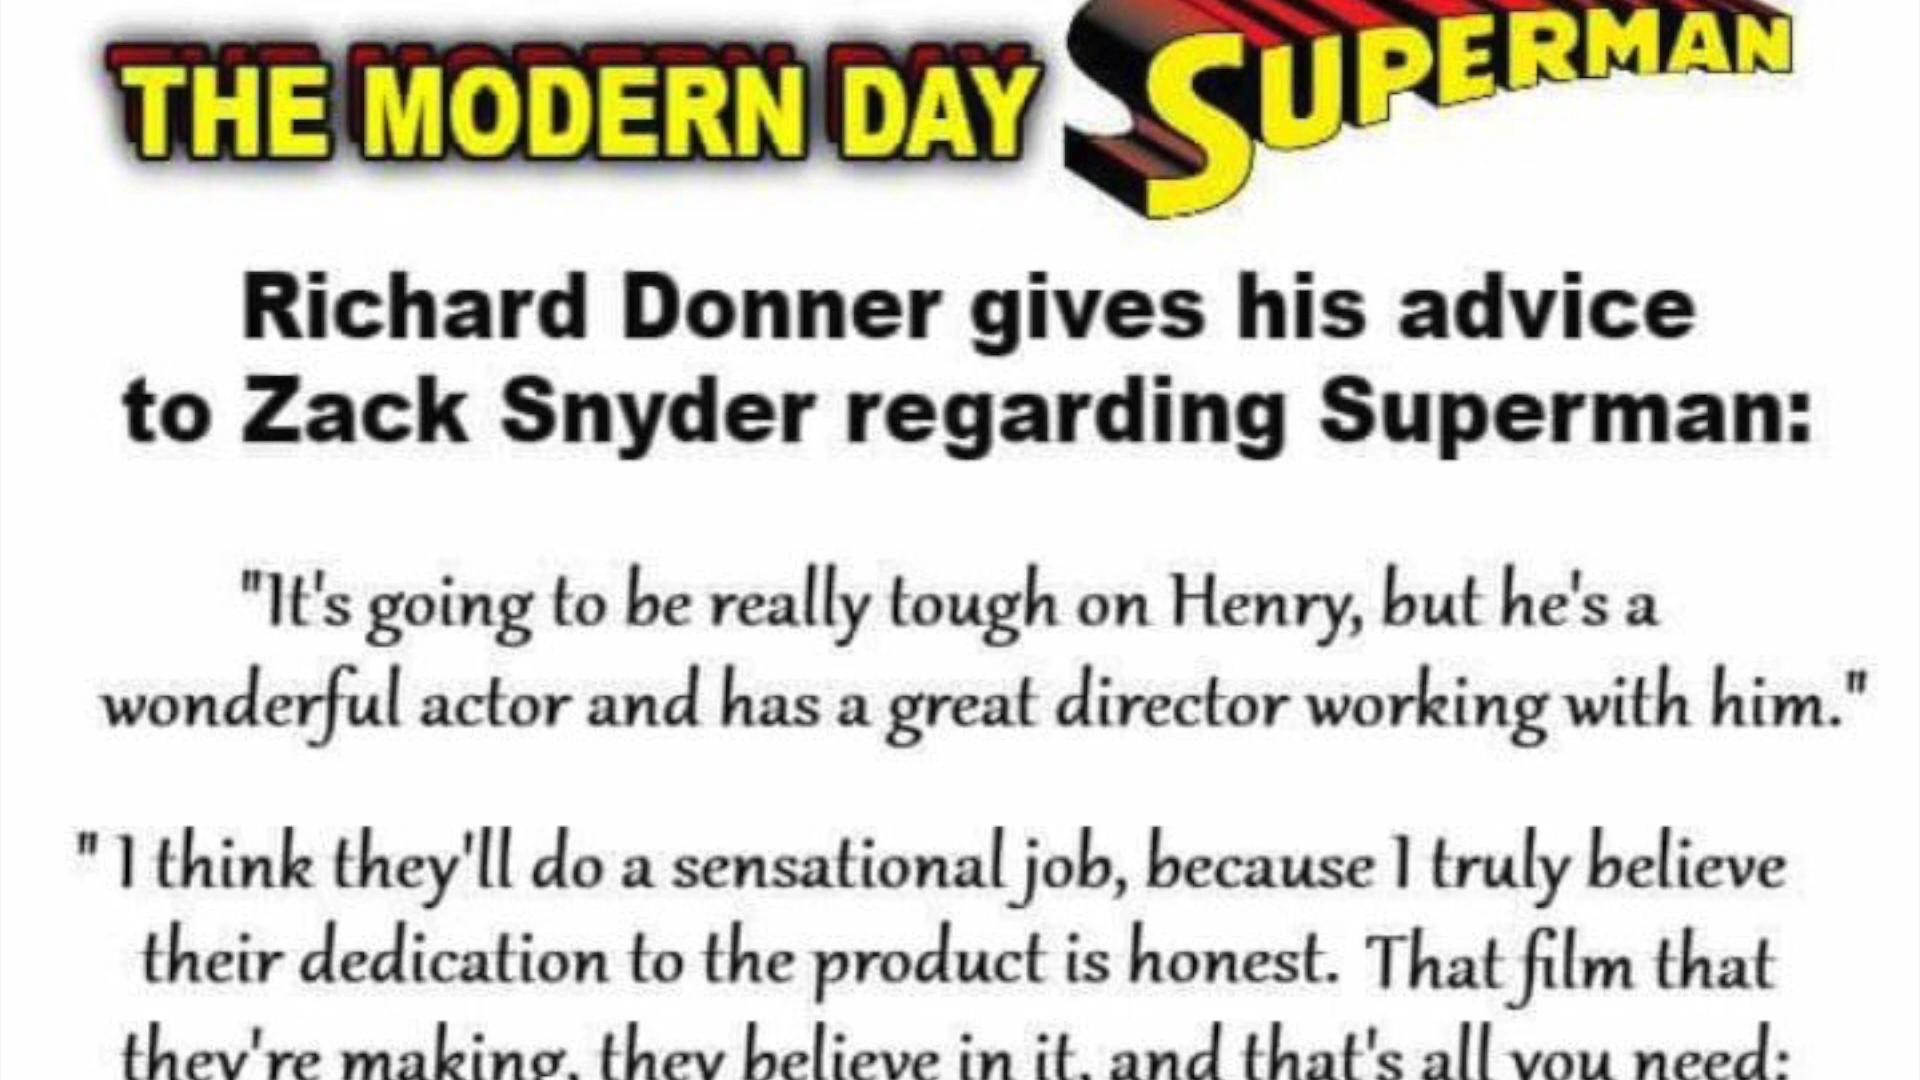 THE MODERN DAY SUPERMAN
Richard Donner gives his advice
to Zack Snyder regarding Superman:
"It's going to be really tough on Henry, but he's a
wonderful actor and has a great director working with him."
" I think they'll do a sensational job, because I truly believe
their dedication to the product is honest. That film that
they're making, they believe in it, and that's all you need: